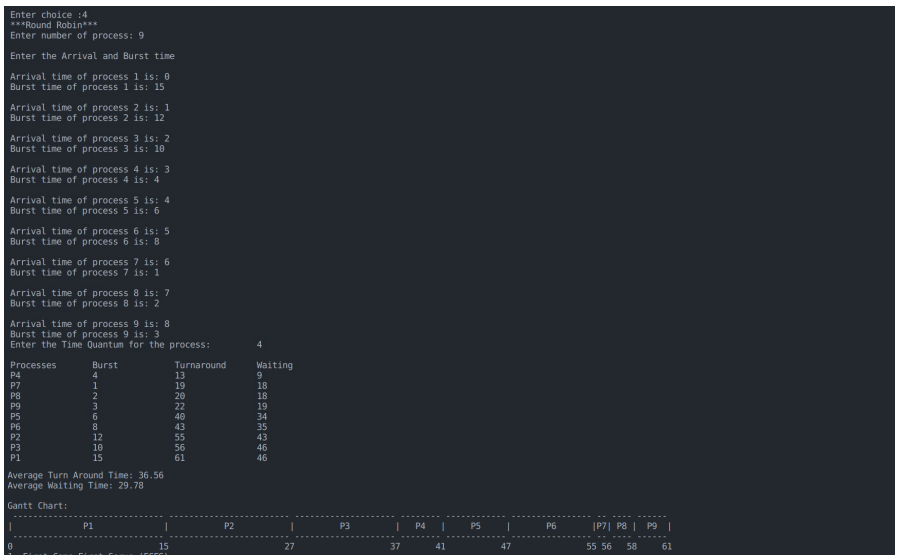 Enter choice :4
***Round Robin***
Enter number of process: 9
Enter the Arrival and Burst time
Arrival time of process 1 is: 0
Burst time of process 1 is: 15
Arrival time of process 2 is: 1
Burst time of process 2 is: 12
Arrival time of process 3 is: 2
Burst time of process 3 is: 10
Arrival time of process 4 is: 3
Burst time of process 4 is: 4
Arrival time of process 5 is: 4
Burst time of process 5 is: 6
Arrival time of process 6 is: 5
Burst time of process 6 is: 8
Arrival time of process 7 is: 6
Burst time of process 7 is: 1
Arrival time of process 8 is: 7
Burst time of process 8 is: 2
Arrival time of process 9 is: 8
Burst time of process 9 is: 3
Enter the Time Quantum for the process: 4
Processes Burst Turnaround Waiting
P4 4 13 9
P7 1 19 18
P8 2 20 18
P9 3 22 19
P5 6 40 34
P6 8 43 35
P2 12 55 43
P3 10 56 46
P1 15 61 46
Average Turn Around Time: 36.56
Average Waiting Time: 29.78
Gantt Chart:
| P1 | P2 | P3 | P4 | P5 | P6 |P7| P8 | P9 |
0 15 27 37 41 47 55 56 58 61
1. First Come First Serve (FCFS)